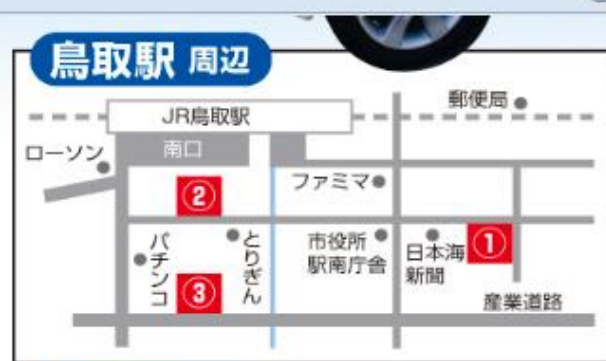 鳥取駅 周辺
郵便局
JR鳥取駅
ローソン
南口
ファミマ
②
①
パチンコ
とりぎん
市役所
駅南庁舎
日本海
新聞
③
産業道路